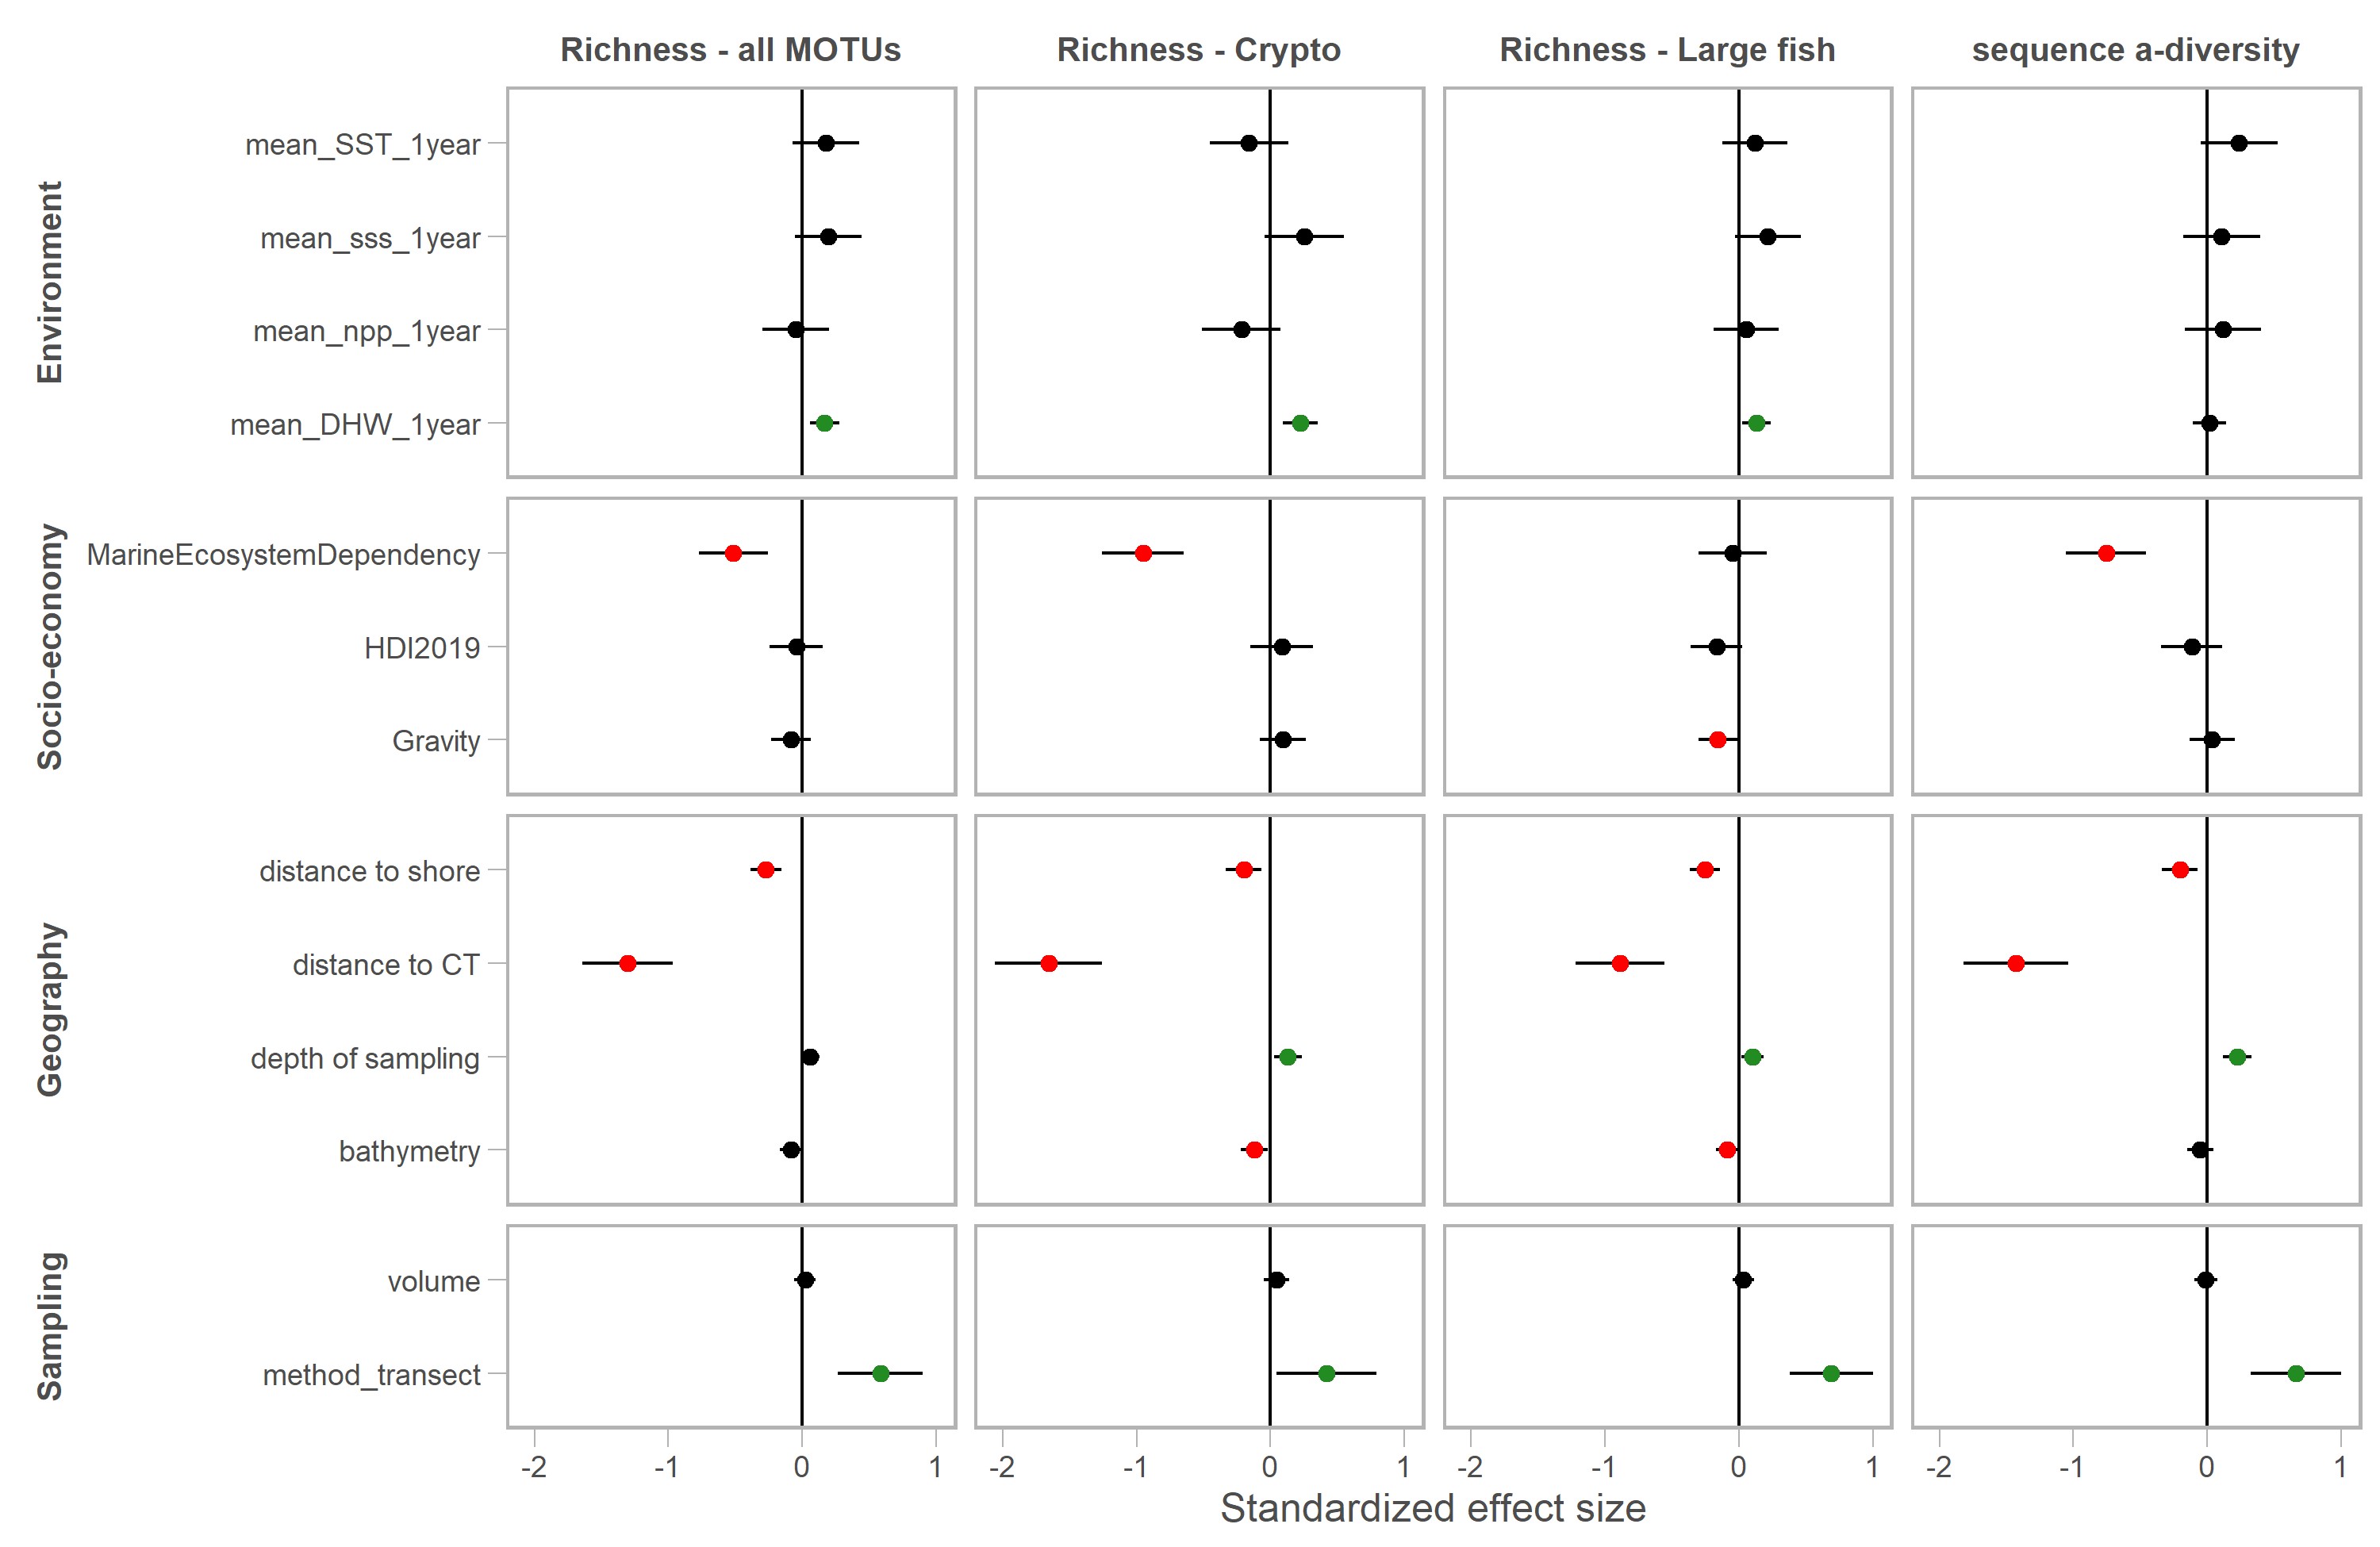 Richness - all MOTUs
Richness - Crypto
Richness - Large fish
sequence a-diversity
Environment
mean_SST_1year
mean_sss_1year
mean_npp_1year
mean_DHW_1year
Socio-economy
MarineEcosystemDependency
HDI2019
Gravity
Geography
distance to shore
distance to CT
depth of sampling
bathymetry
Sampling
volume
method_transect
-2 -1 0 1 -2 -1 0 1 -2 -1 0 1 -2 -1 0 1
Standardized effect size